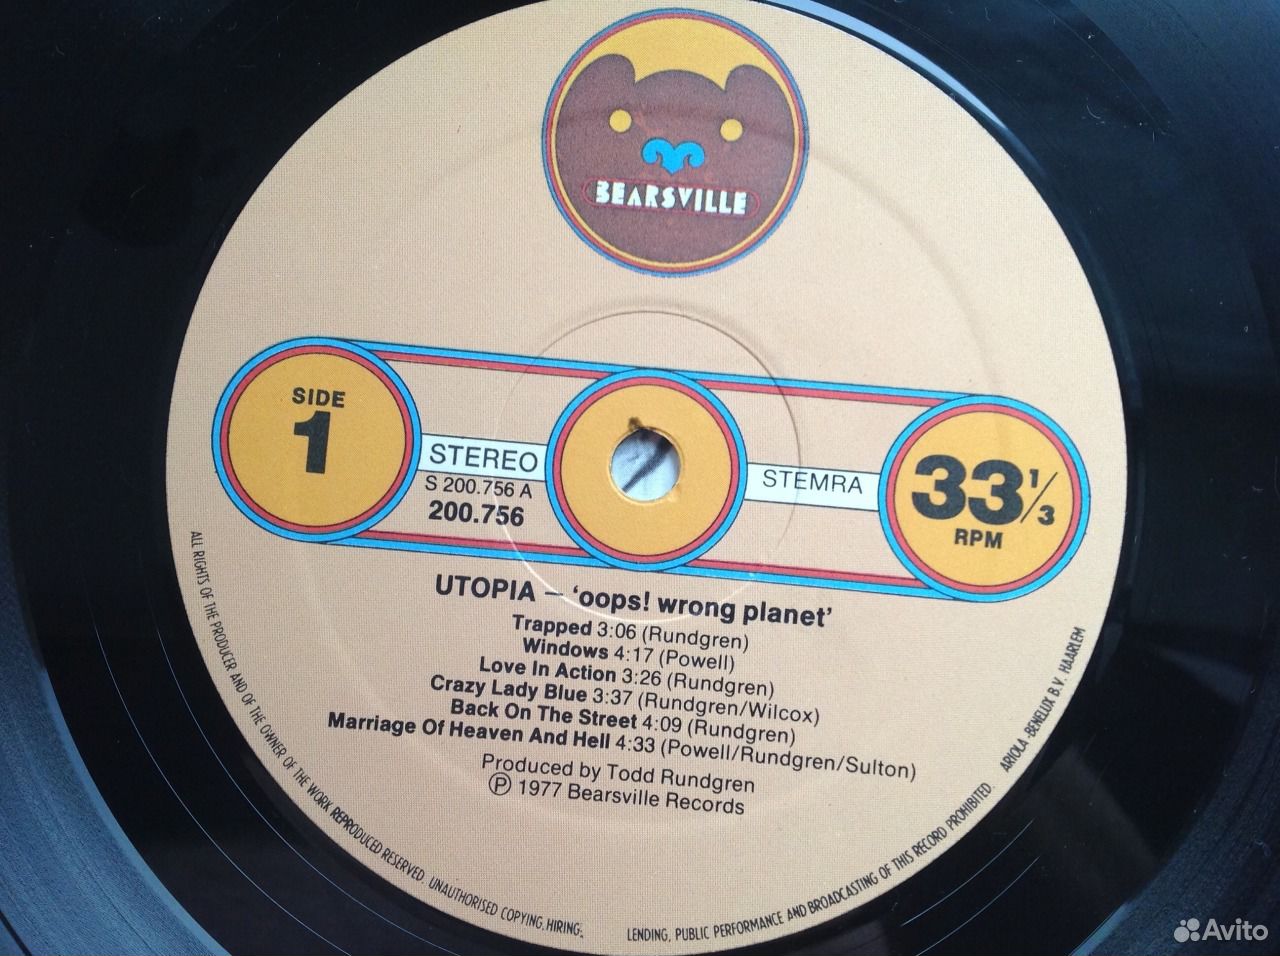 BEARSVILLE
SIDE
1
STEREO
S 200.756 A
200.756
STEMRA
33 1/3
RPM
UTOPIA – ‘oops! wrong planet’
Trapped 3:06 (Rundgren)
Windows 4:17 (Powell)
Love In Action 3:26 (Rundgren)
Crazy Lady Blue 3:37 (Rundgren/Wilcox)
Back On The Street 4:09 (Rundgren)
Marriage Of Heaven And Hell 4:33 (Powell/Rundgren/Sulton)
Produced by Todd Rundgren
℗ 1977 Bearsville Records
ALL RIGHTS OF THE PRODUCER AND OF THE OWNER OF THE WORK REPRODUCED RESERVED. UNAUTHORISED COPYING, HIRING, LENDING, PUBLIC PERFORMANCE AND BROADCASTING OF THIS RECORD PROHIBITED. ARIOLA-BENELUX B.V. HAARLEM
Avito